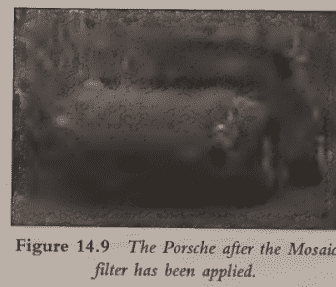 Figure 14.9 The Porsche after the Mosaic
filter has been applied.